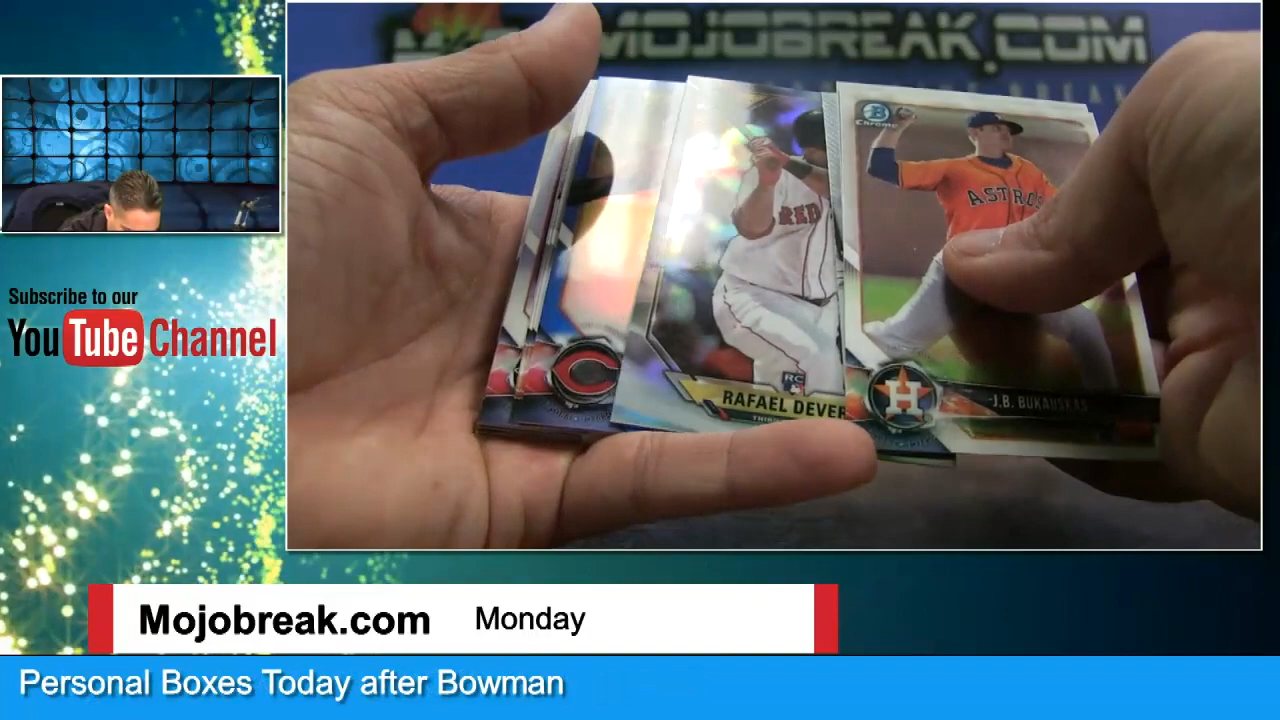 MOJOBREAK.COM
Subscribe to our
YouTube Channel
B
Chrome
ASTROS
RED
RC
RAFAEL DEVER
H
J.B. BUKAUSKAS
C
Mojobreak.com Monday
Personal Boxes Today after Bowman